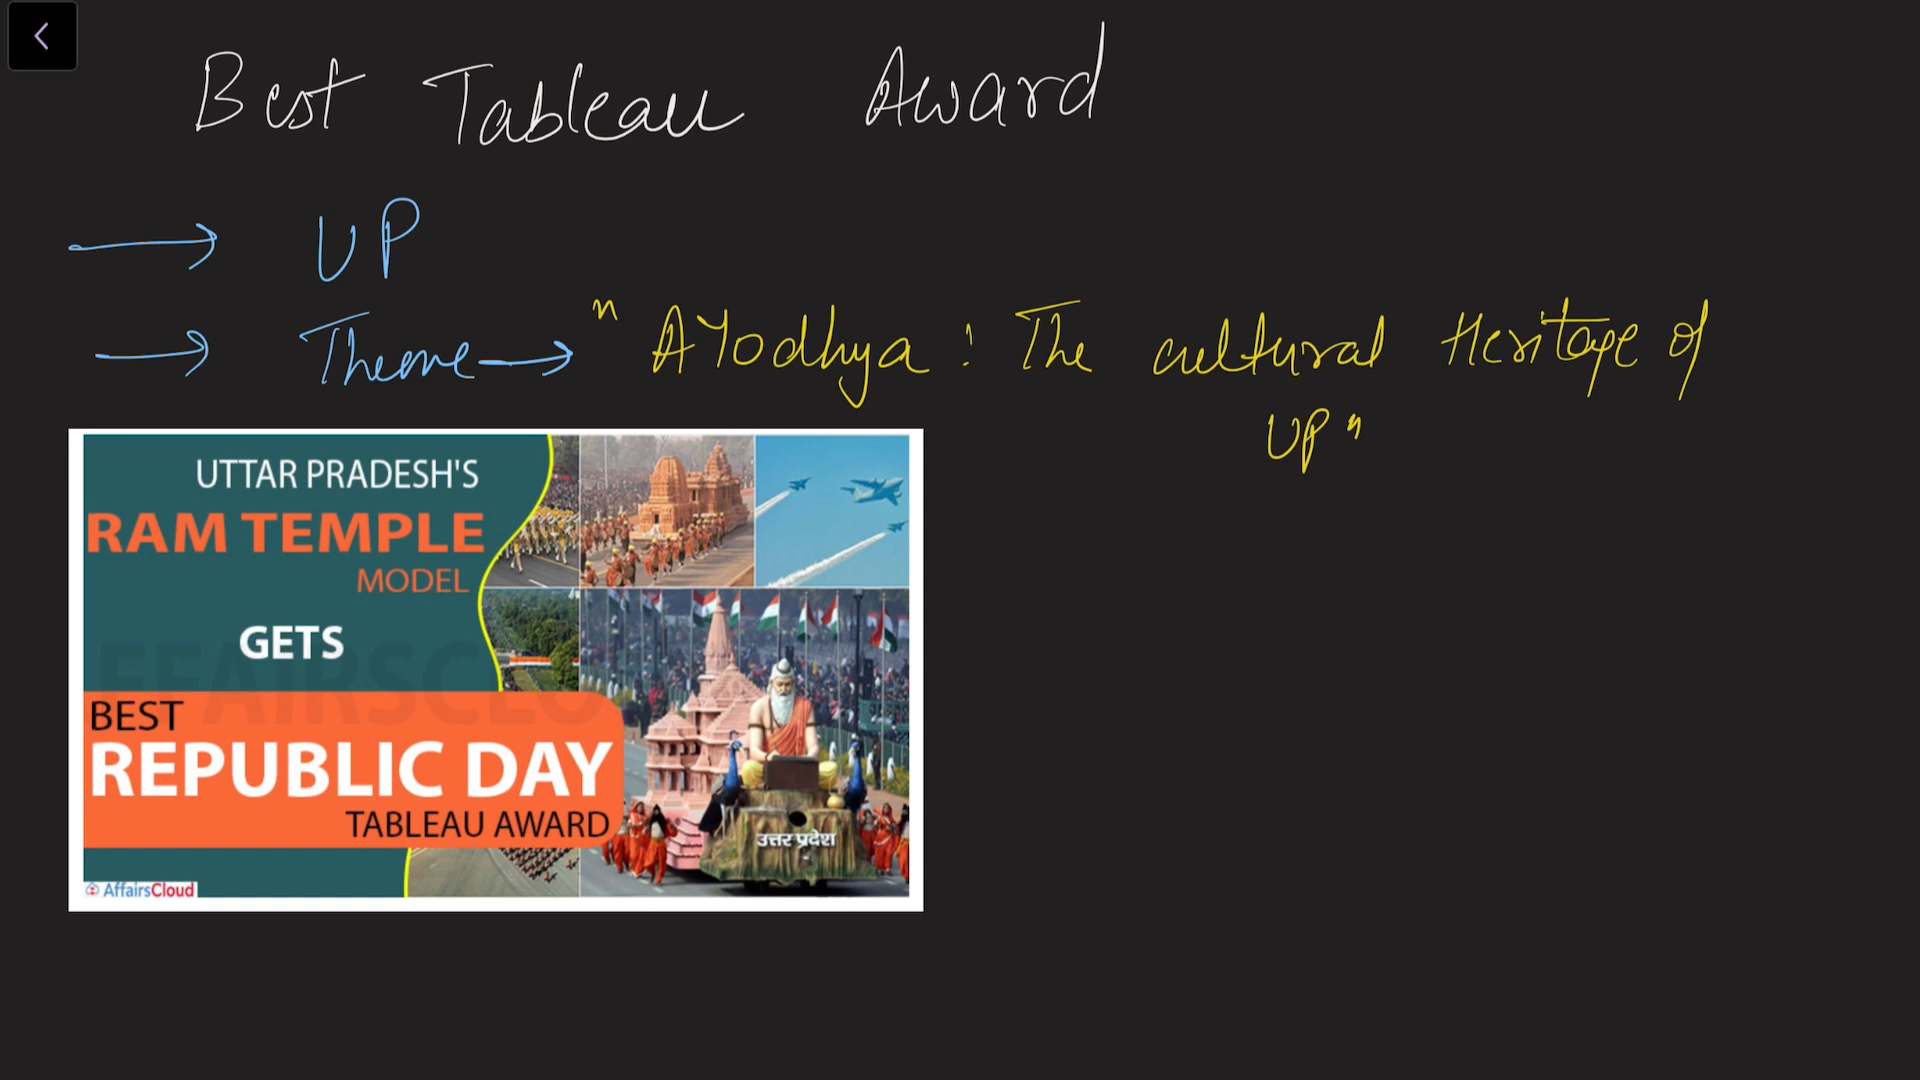 Best Tableau Award
→ UP
→ Theme → " AYodhya : The cultural Heritage of
UP "
UTTAR PRADESH'S
RAM TEMPLE
MODEL
GETS
BEST
REPUBLIC DAY
TABLEAU AWARD
उत्तर प्रदेश
AffairsCloud